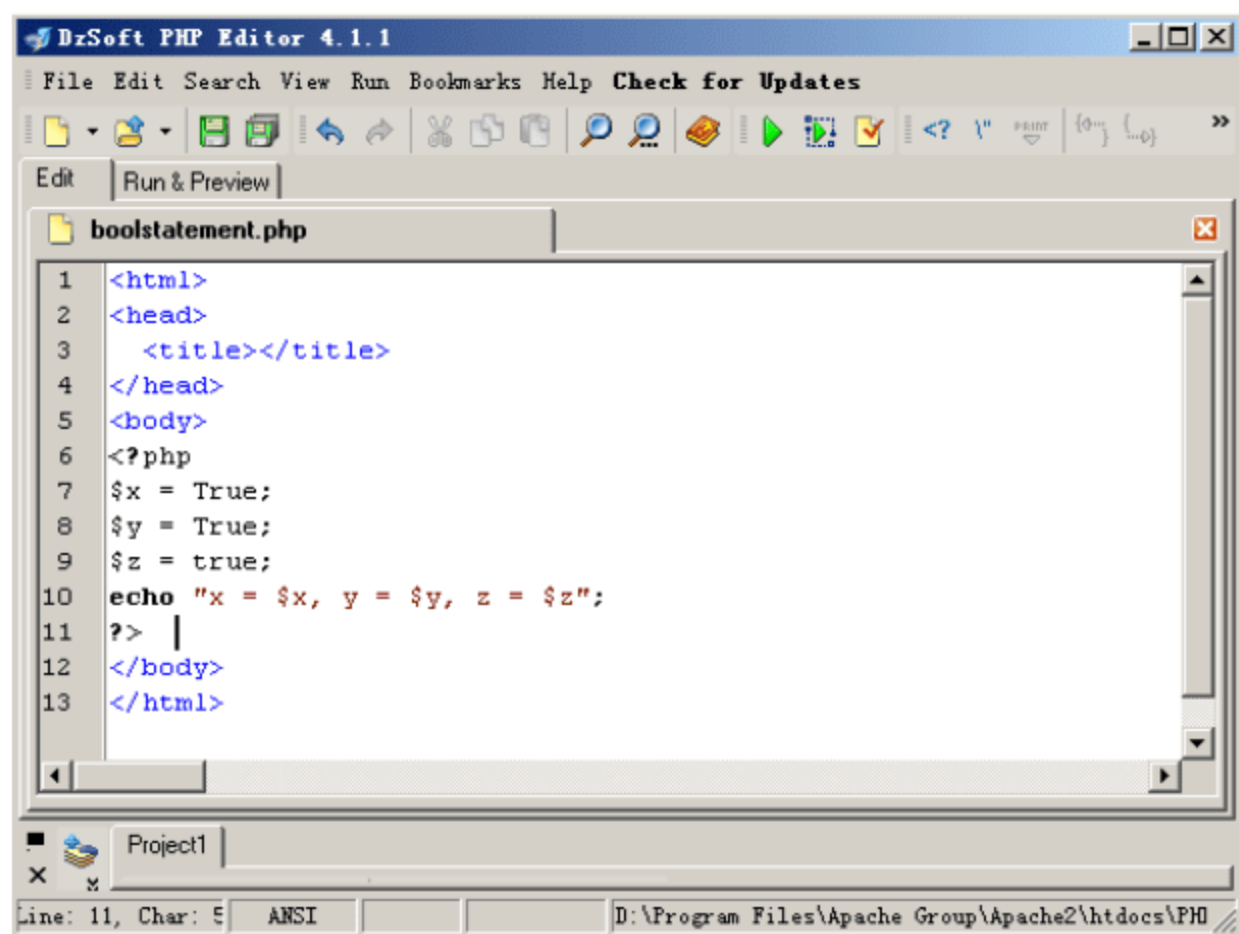 DzSoft PHP Editor 4.1.1
File Edit Search View Run Bookmarks Help Check for Updates
<? \" PRINT {…} {…} »
Edit Run & Preview
boolstatement.php
1 <html>
2 <head>
3   <title></title>
4 </head>
5 <body>
6 <?php
7 $x = True;
8 $y = True;
9 $z = true;
10 echo "x = $x, y = $y, z = $z";
11 ?>
12 </body>
13 </html>
Project1
Line: 11, Char: 5 ANSI D:\Program Files\Apache Group\Apache2\htdocs\PH